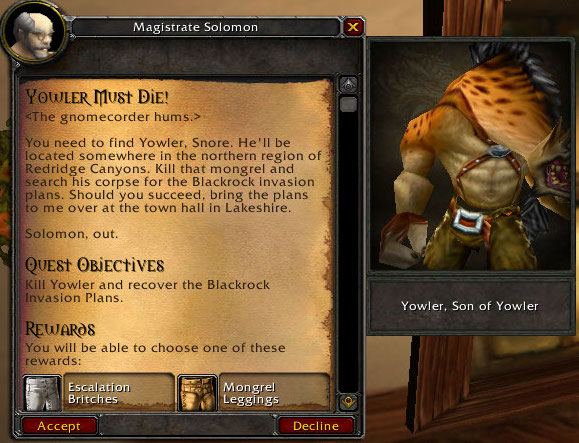 Magistrate Solomon
Yowler Must Die!
<The gnomecorder hums.>
You need to find Yowler, Snore. He'll be
located somewhere in the northern region of
Redridge Canyons. Kill that mongrel and
search his corpse for the Blackrock invasion
plans. Should you succeed, bring the plans
to me over at the town hall in Lakeshire.
Solomon, out.
Quest Objectives
Kill Yowler and recover the Blackrock
Invasion Plans.
Rewards
You will be able to choose one of these
rewards:
Escalation
Britches
Mongrel
Leggings
Accept
Decline
Yowler, Son of Yowler